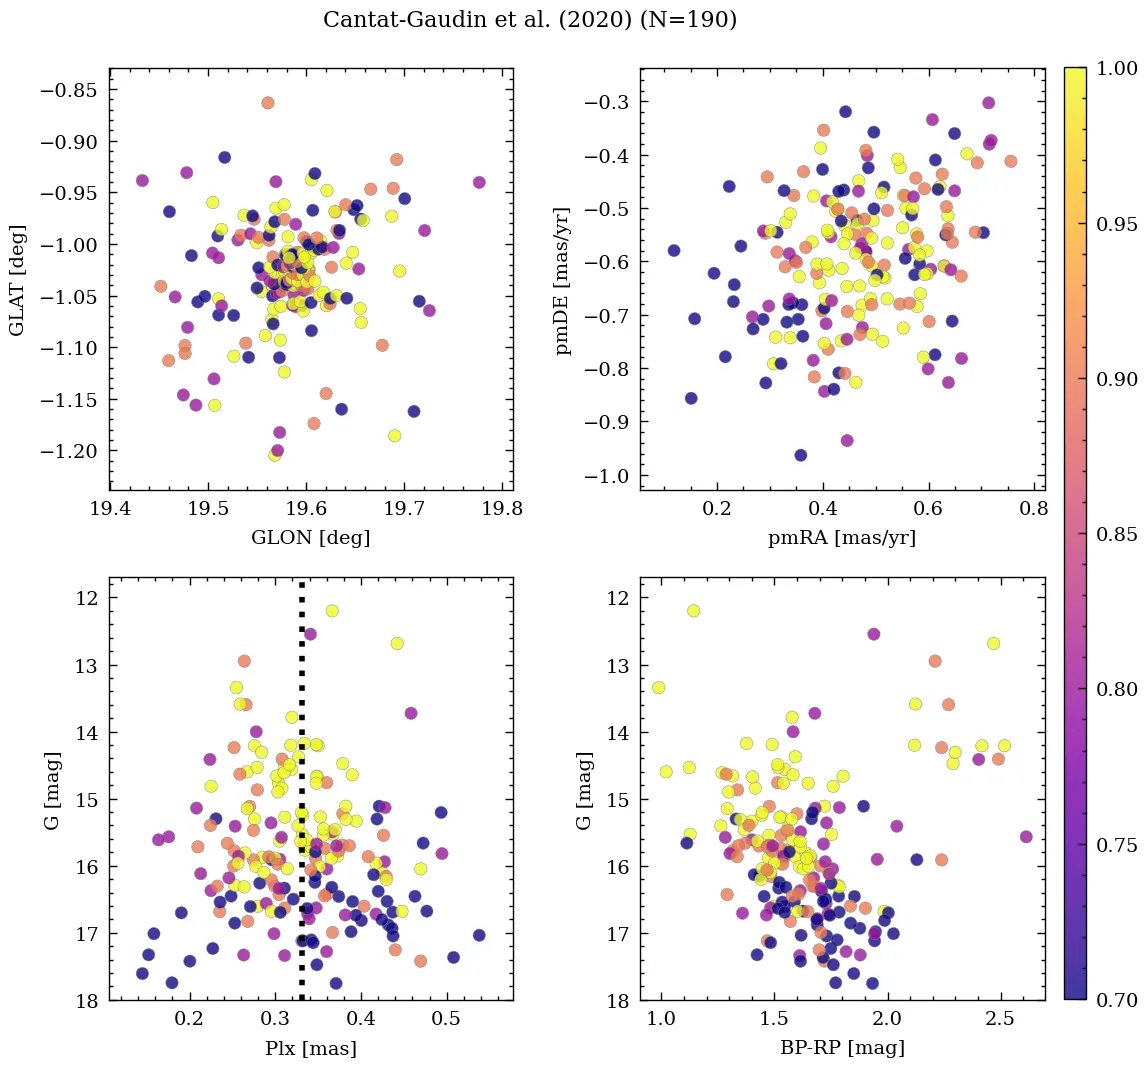 Cantat-Gaudin et al. (2020) (N=190)
GLAT [deg]
−0.85
−0.90
−0.95
−1.00
−1.05
−1.10
−1.15
−1.20
19.4 19.5 19.6 19.7 19.8
GLON [deg]
pmDE [mas/yr]
−0.3
−0.4
−0.5
−0.6
−0.7
−0.8
−0.9
−1.0
0.2 0.4 0.6 0.8
pmRA [mas/yr]
G [mag]
12
13
14
15
16
17
18
0.2 0.3 0.4 0.5
Plx [mas]
G [mag]
12
13
14
15
16
17
18
1.0 1.5 2.0 2.5
BP-RP [mag]
1.00
0.95
0.90
0.85
0.80
0.75
0.70